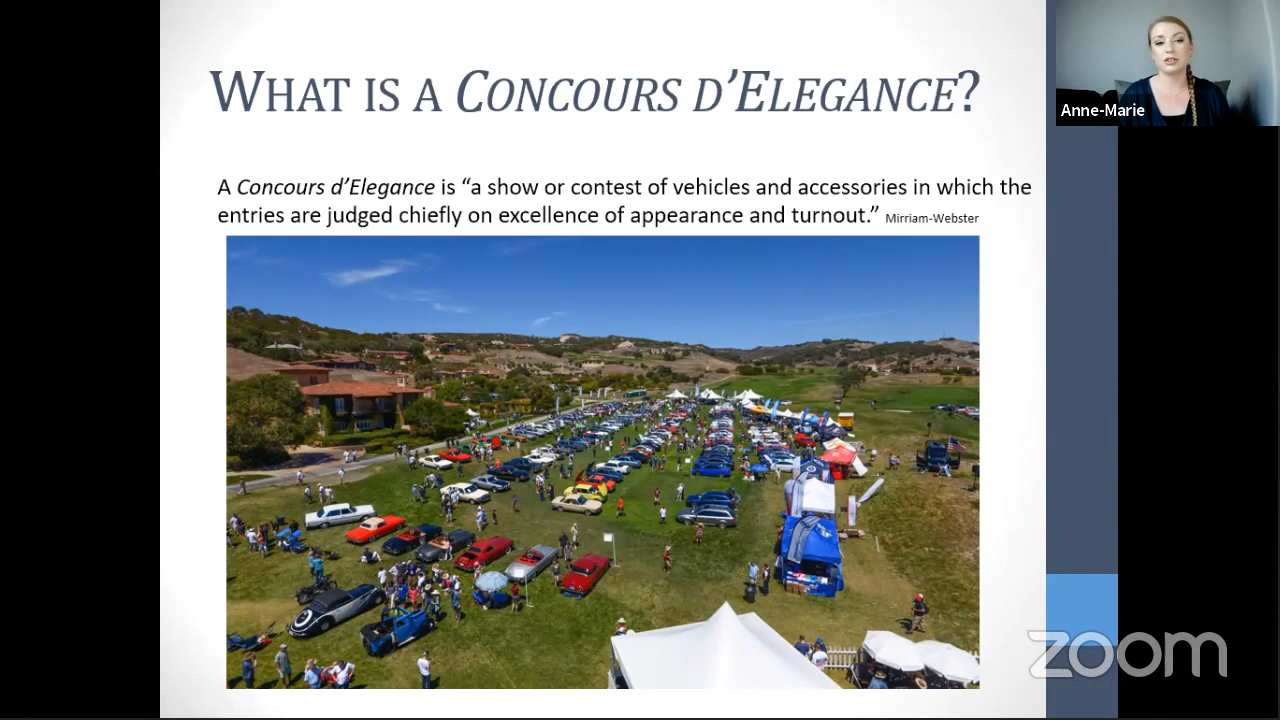 WHAT IS A CONCOURS D’ELEGANCE?
Anne-Marie
A Concours d’Elegance is “a show or contest of vehicles and accessories in which the
entries are judged chiefly on excellence of appearance and turnout.” Mirriam-Webster
zoom